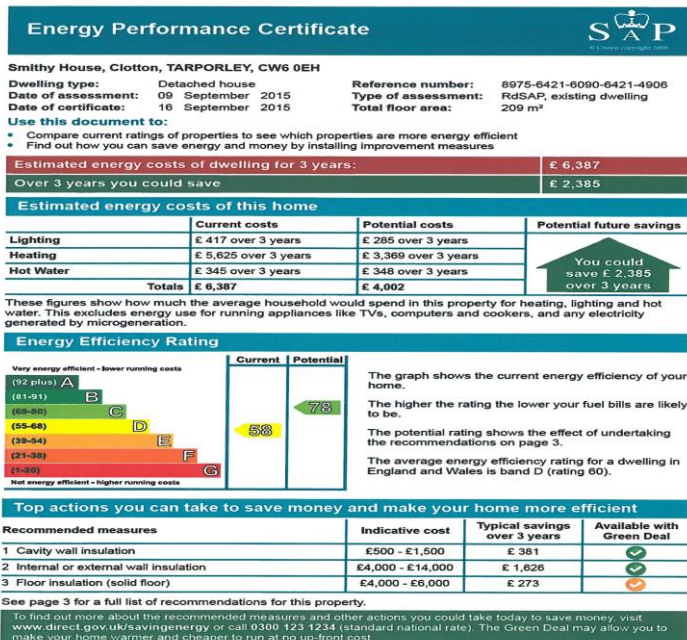 Energy Performance Certificate
SAP
© Crown copyright 2009
Smithy House, Clotton, TARPORLEY, CW6 0EH
Dwelling type: Detached house Reference number: 8975-6421-6090-6421-4906
Date of assessment: 09 September 2015 Type of assessment: RdSAP, existing dwelling
Date of certificate: 16 September 2015 Total floor area: 209 m²
Use this document to:
• Compare current ratings of properties to see which properties are more energy efficient
• Find out how you can save energy and money by installing improvement measures
Estimated energy costs of dwelling for 3 years: £ 6,387
Over 3 years you could save £ 2,385
Estimated energy costs of this home
Current costs Potential costs Potential future savings
Lighting £ 417 over 3 years £ 285 over 3 years
Heating £ 5,625 over 3 years £ 3,369 over 3 years
Hot Water £ 345 over 3 years £ 348 over 3 years
Totals £ 6,387 £ 4,002
You could
save £ 2,385
over 3 years
These figures show how much the average household would spend in this property for heating, lighting and hot
water. This excludes energy use for running appliances like TVs, computers and cookers, and any electricity
generated by microgeneration.
Energy Efficiency Rating
Current Potential
Very energy efficient - lower running costs
(92 plus) A
(81-91) B
(69-80) C
(55-68) D
(39-54) E
(21-38) F
(1-20) G
Not energy efficient - higher running costs
58
78
The graph shows the current energy efficiency of your
home.
The higher the rating the lower your fuel bills are likely
to be.
The potential rating shows the effect of undertaking
the recommendations on page 3.
The average energy efficiency rating for a dwelling in
England and Wales is band D (rating 60).
Top actions you can take to save money and make your home more efficient
Recommended measures Indicative cost Typical savings over 3 years Available with Green Deal
1 Cavity wall insulation £500 - £1,500 £ 381
2 Internal or external wall insulation £4,000 - £14,000 £ 1,626
3 Floor insulation (solid floor) £4,000 - £6,000 £ 273
See page 3 for a full list of recommendations for this property.
To find out more about the recommended measures and other actions you could take today to save money, visit
www.direct.gov.uk/savingenergy or call 0300 123 1234 (standard national rate). The Green Deal may allow you to
make your home warmer and cheaper to run at no up-front cost.